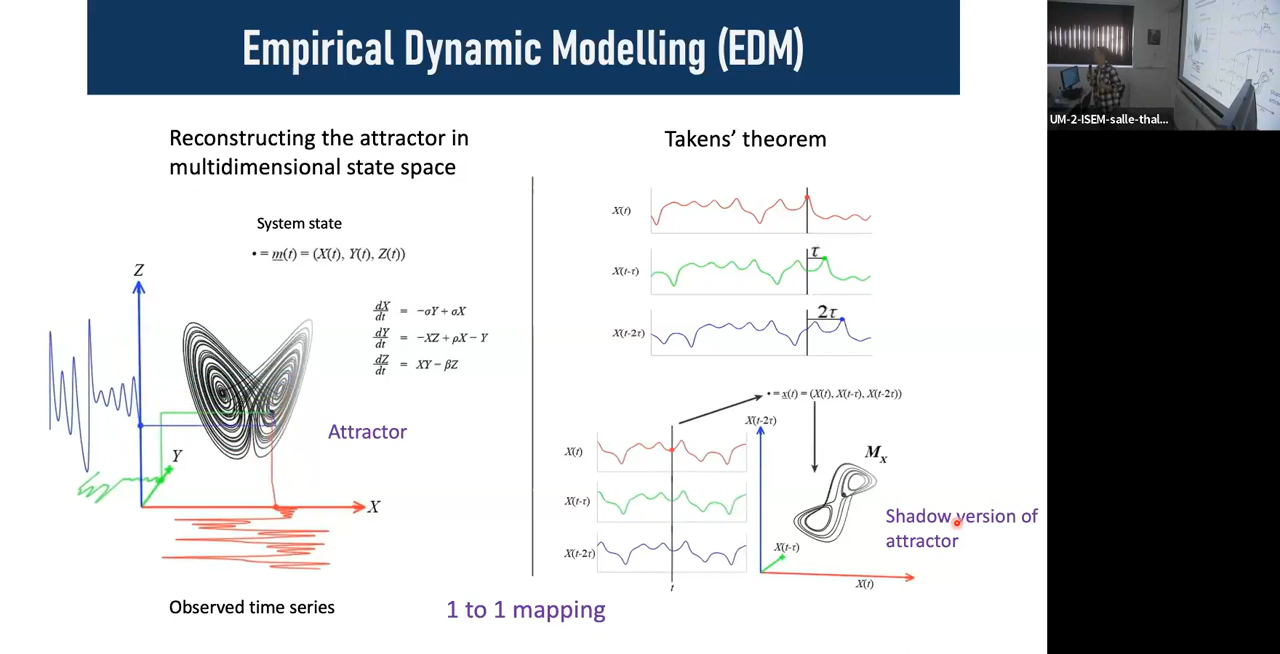 Empirical Dynamic Modelling (EDM)
Reconstructing the attractor in
multidimensional state space
System state
• = m(t) = (X(t), Y(t), Z(t))
dX/dt = -σY + σX
dY/dt = -XZ + ρX - Y
dZ/dt = XY - βZ
Z
Y
X
Attractor
Observed time series
1 to 1 mapping
Takens' theorem
X(t)
X(t-τ)
τ
X(t-2τ)
2τ
• = x(t) = (X(t), X(t-τ), X(t-2τ))
X(t)
X(t-τ)
X(t-2τ)
t
X(t-2τ)
Mx
X(t-τ)
X(t)
Shadow version of
attractor
UM-2-ISEM-salle-thal...